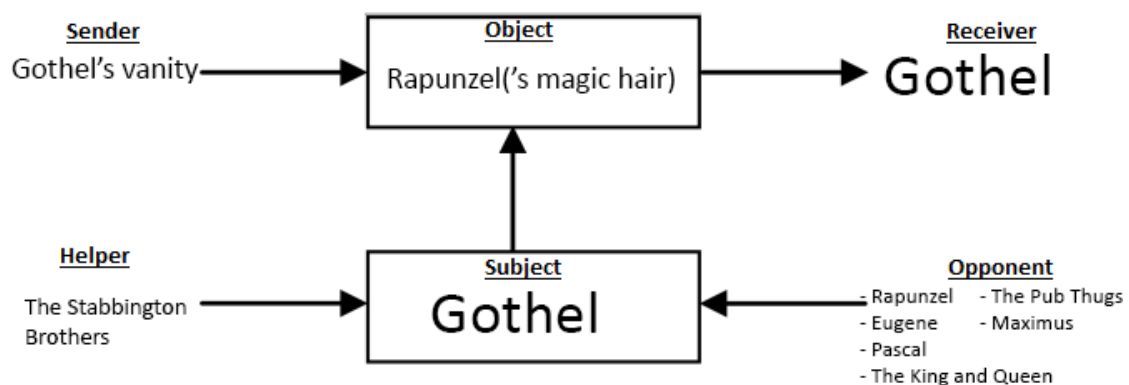 Sender
Object
Receiver
Gothel’s vanity
Rapunzel(’s magic hair)
Gothel
Helper
Subject
Opponent
The Stabbington
Brothers
Gothel
- Rapunzel - The Pub Thugs
- Eugene - Maximus
- Pascal
- The King and Queen